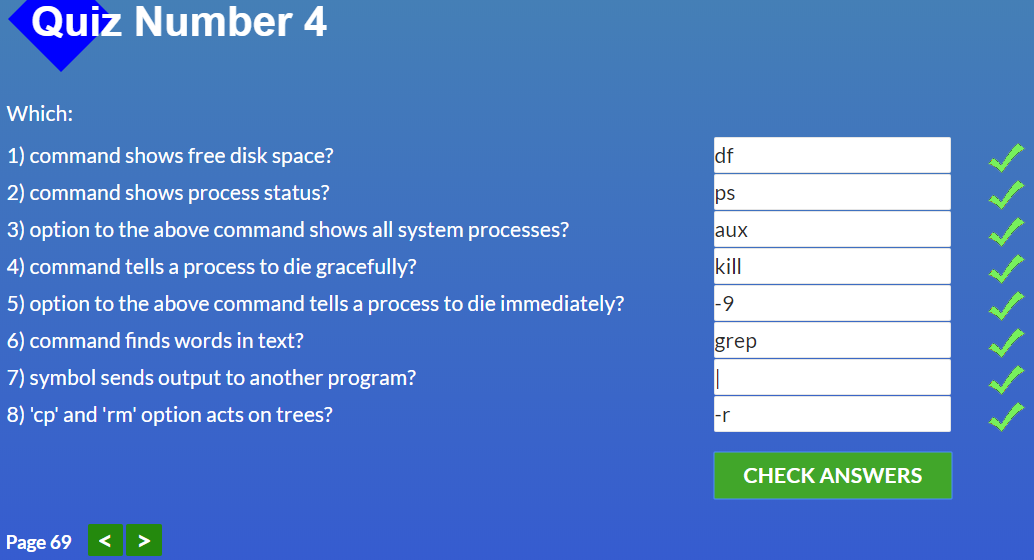 Quiz Number 4
Which:
1) command shows free disk space? df
2) command shows process status? ps
3) option to the above command shows all system processes? aux
4) command tells a process to die gracefully? kill
5) option to the above command tells a process to die immediately? -9
6) command finds words in text? grep
7) symbol sends output to another program? |
8) 'cp' and 'rm' option acts on trees? -r
CHECK ANSWERS
Page 69 < >